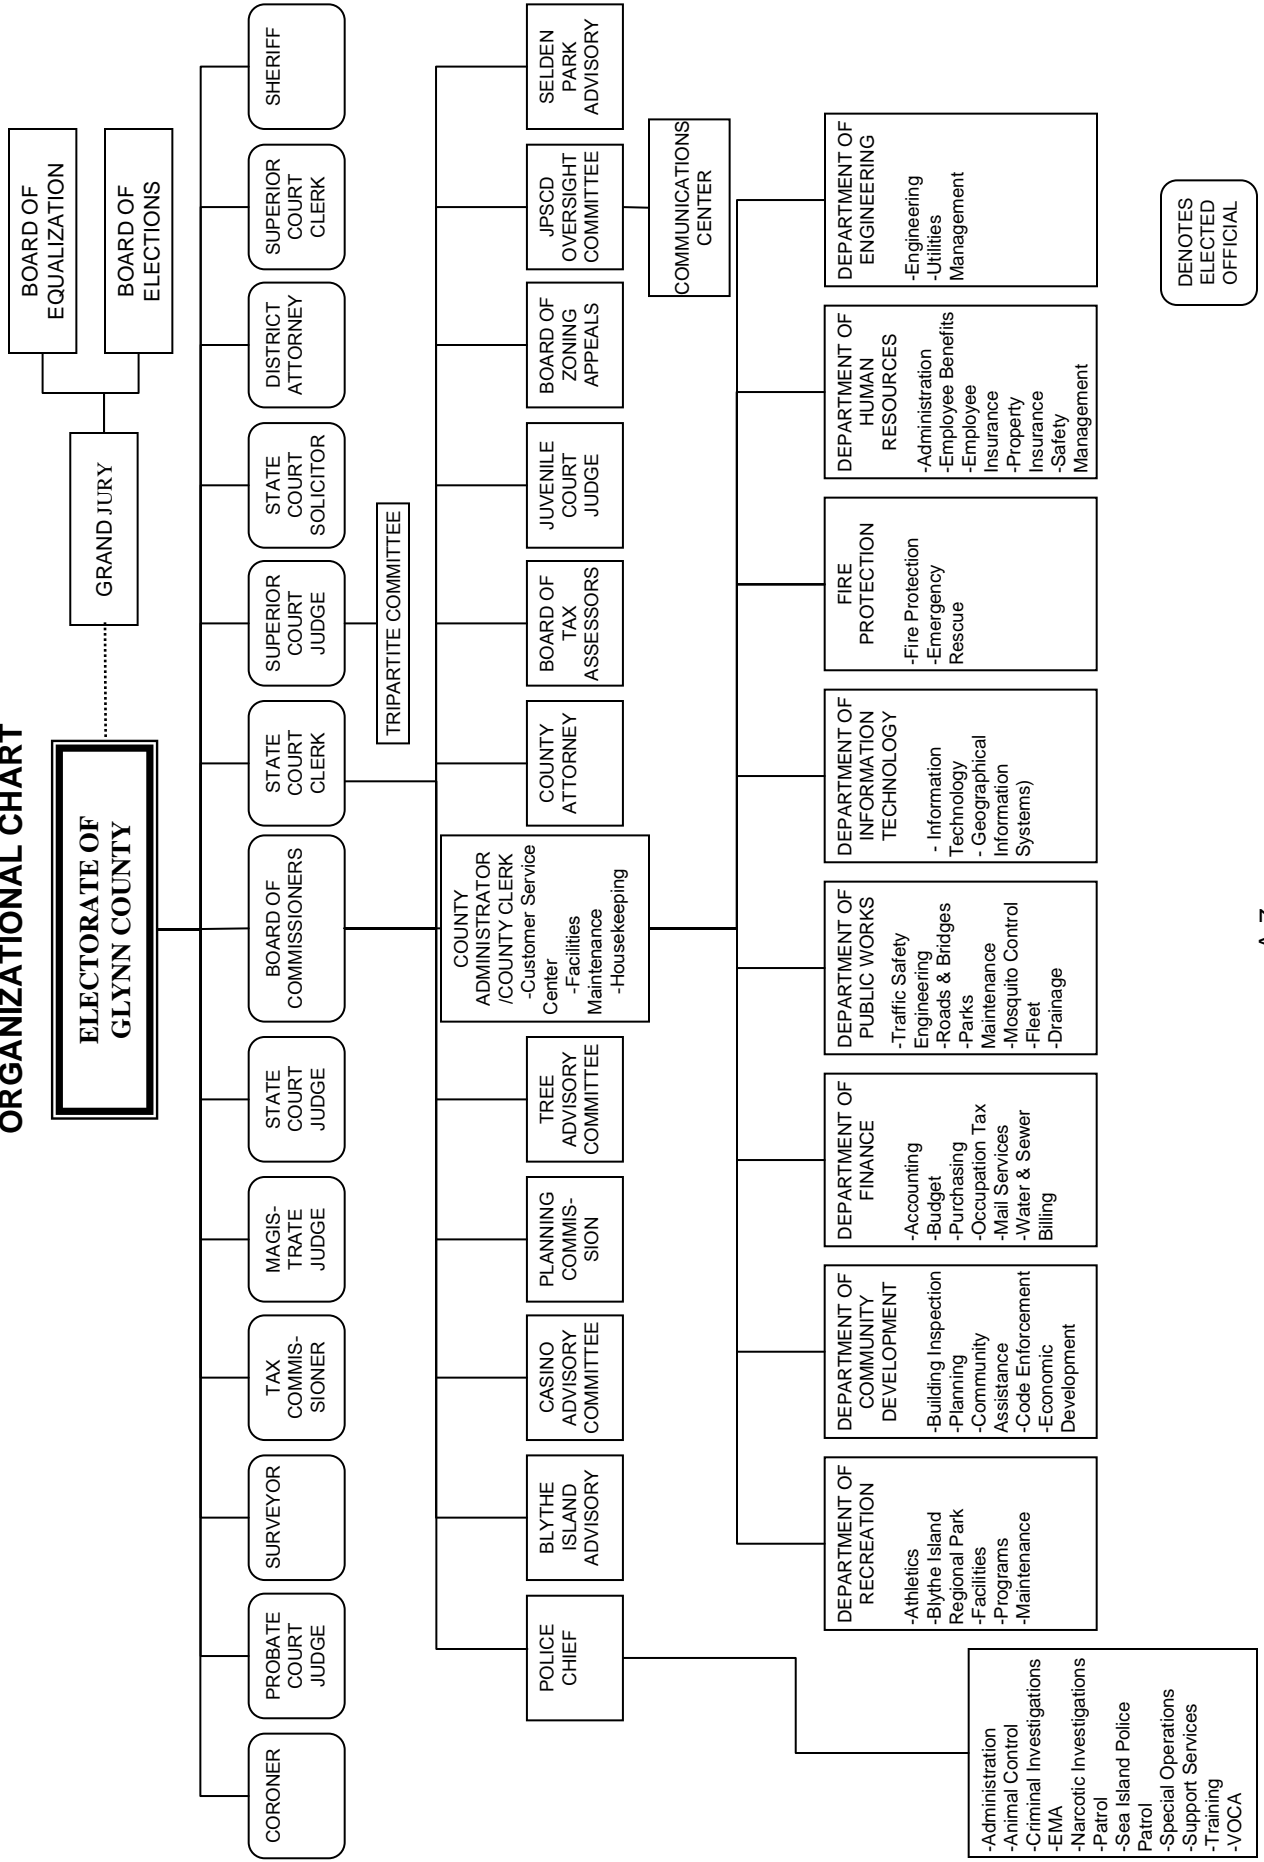 ORGANIZATIONAL CHART
ELECTORATE OF
GLYNN COUNTY
GRAND JURY
BOARD OF
EQUALIZATION
BOARD OF
ELECTIONS
CORONER
PROBATE
COURT
JUDGE
SURVEYOR
TAX
COMMIS-
SIONER
MAGIS-
TRATE
JUDGE
STATE
COURT
JUDGE
BOARD OF
COMMISSIONERS
STATE
COURT
CLERK
SUPERIOR
COURT
JUDGE
STATE
COURT
SOLICITOR
DISTRICT
ATTORNEY
SUPERIOR
COURT
CLERK
SHERIFF
TRIPARTITE COMMITTEE
POLICE
CHIEF
BLYTHE
ISLAND
ADVISORY
CASINO
ADVISORY
COMMITTEE
PLANNING
COMMIS-
SION
TREE
ADVISORY
COMMITTEE
COUNTY
ADMINISTRATOR
/COUNTY CLERK
-Customer Service
Center
-Facilities
Maintenance
-Housekeeping
COUNTY
ATTORNEY
BOARD OF
TAX
ASSESSORS
JUVENILE
COURT
JUDGE
BOARD OF
ZONING
APPEALS
JPSCD
OVERSIGHT
COMMITTEE
SELDEN
PARK
ADVISORY
COMMUNICATIONS
CENTER
DEPARTMENT OF
RECREATION
-Athletics
-Blythe Island
Regional Park
-Facilities
-Programs
-Maintenance
DEPARTMENT OF
COMMUNITY
DEVELOPMENT
-Building Inspection
-Planning
-Community
Assistance
-Code Enforcement
-Economic
Development
DEPARTMENT OF
FINANCE
-Accounting
-Budget
-Purchasing
-Occupation Tax
-Mail Services
-Water & Sewer
Billing
DEPARTMENT OF
PUBLIC WORKS
-Traffic Safety
Engineering
-Roads & Bridges
-Parks
Maintenance
-Mosquito Control
-Fleet
-Drainage
DEPARTMENT OF
INFORMATION
TECHNOLOGY
- Information
Technology
- Geographical
Information
Systems)
FIRE
PROTECTION
-Fire Protection
-Emergency
Rescue
DEPARTMENT OF
HUMAN
RESOURCES
-Administration
-Employee Benefits
-Employee
Insurance
-Property
Insurance
-Safety
Management
DEPARTMENT OF
ENGINEERING
-Engineering
-Utilities
Management
-Administration
-Animal Control
-Criminal Investigations
-EMA
-Narcotic Investigations
-Patrol
-Sea Island Police
Patrol
-Special Operations
-Support Services
-Training
-VOCA
DENOTES
ELECTED
OFFICIAL